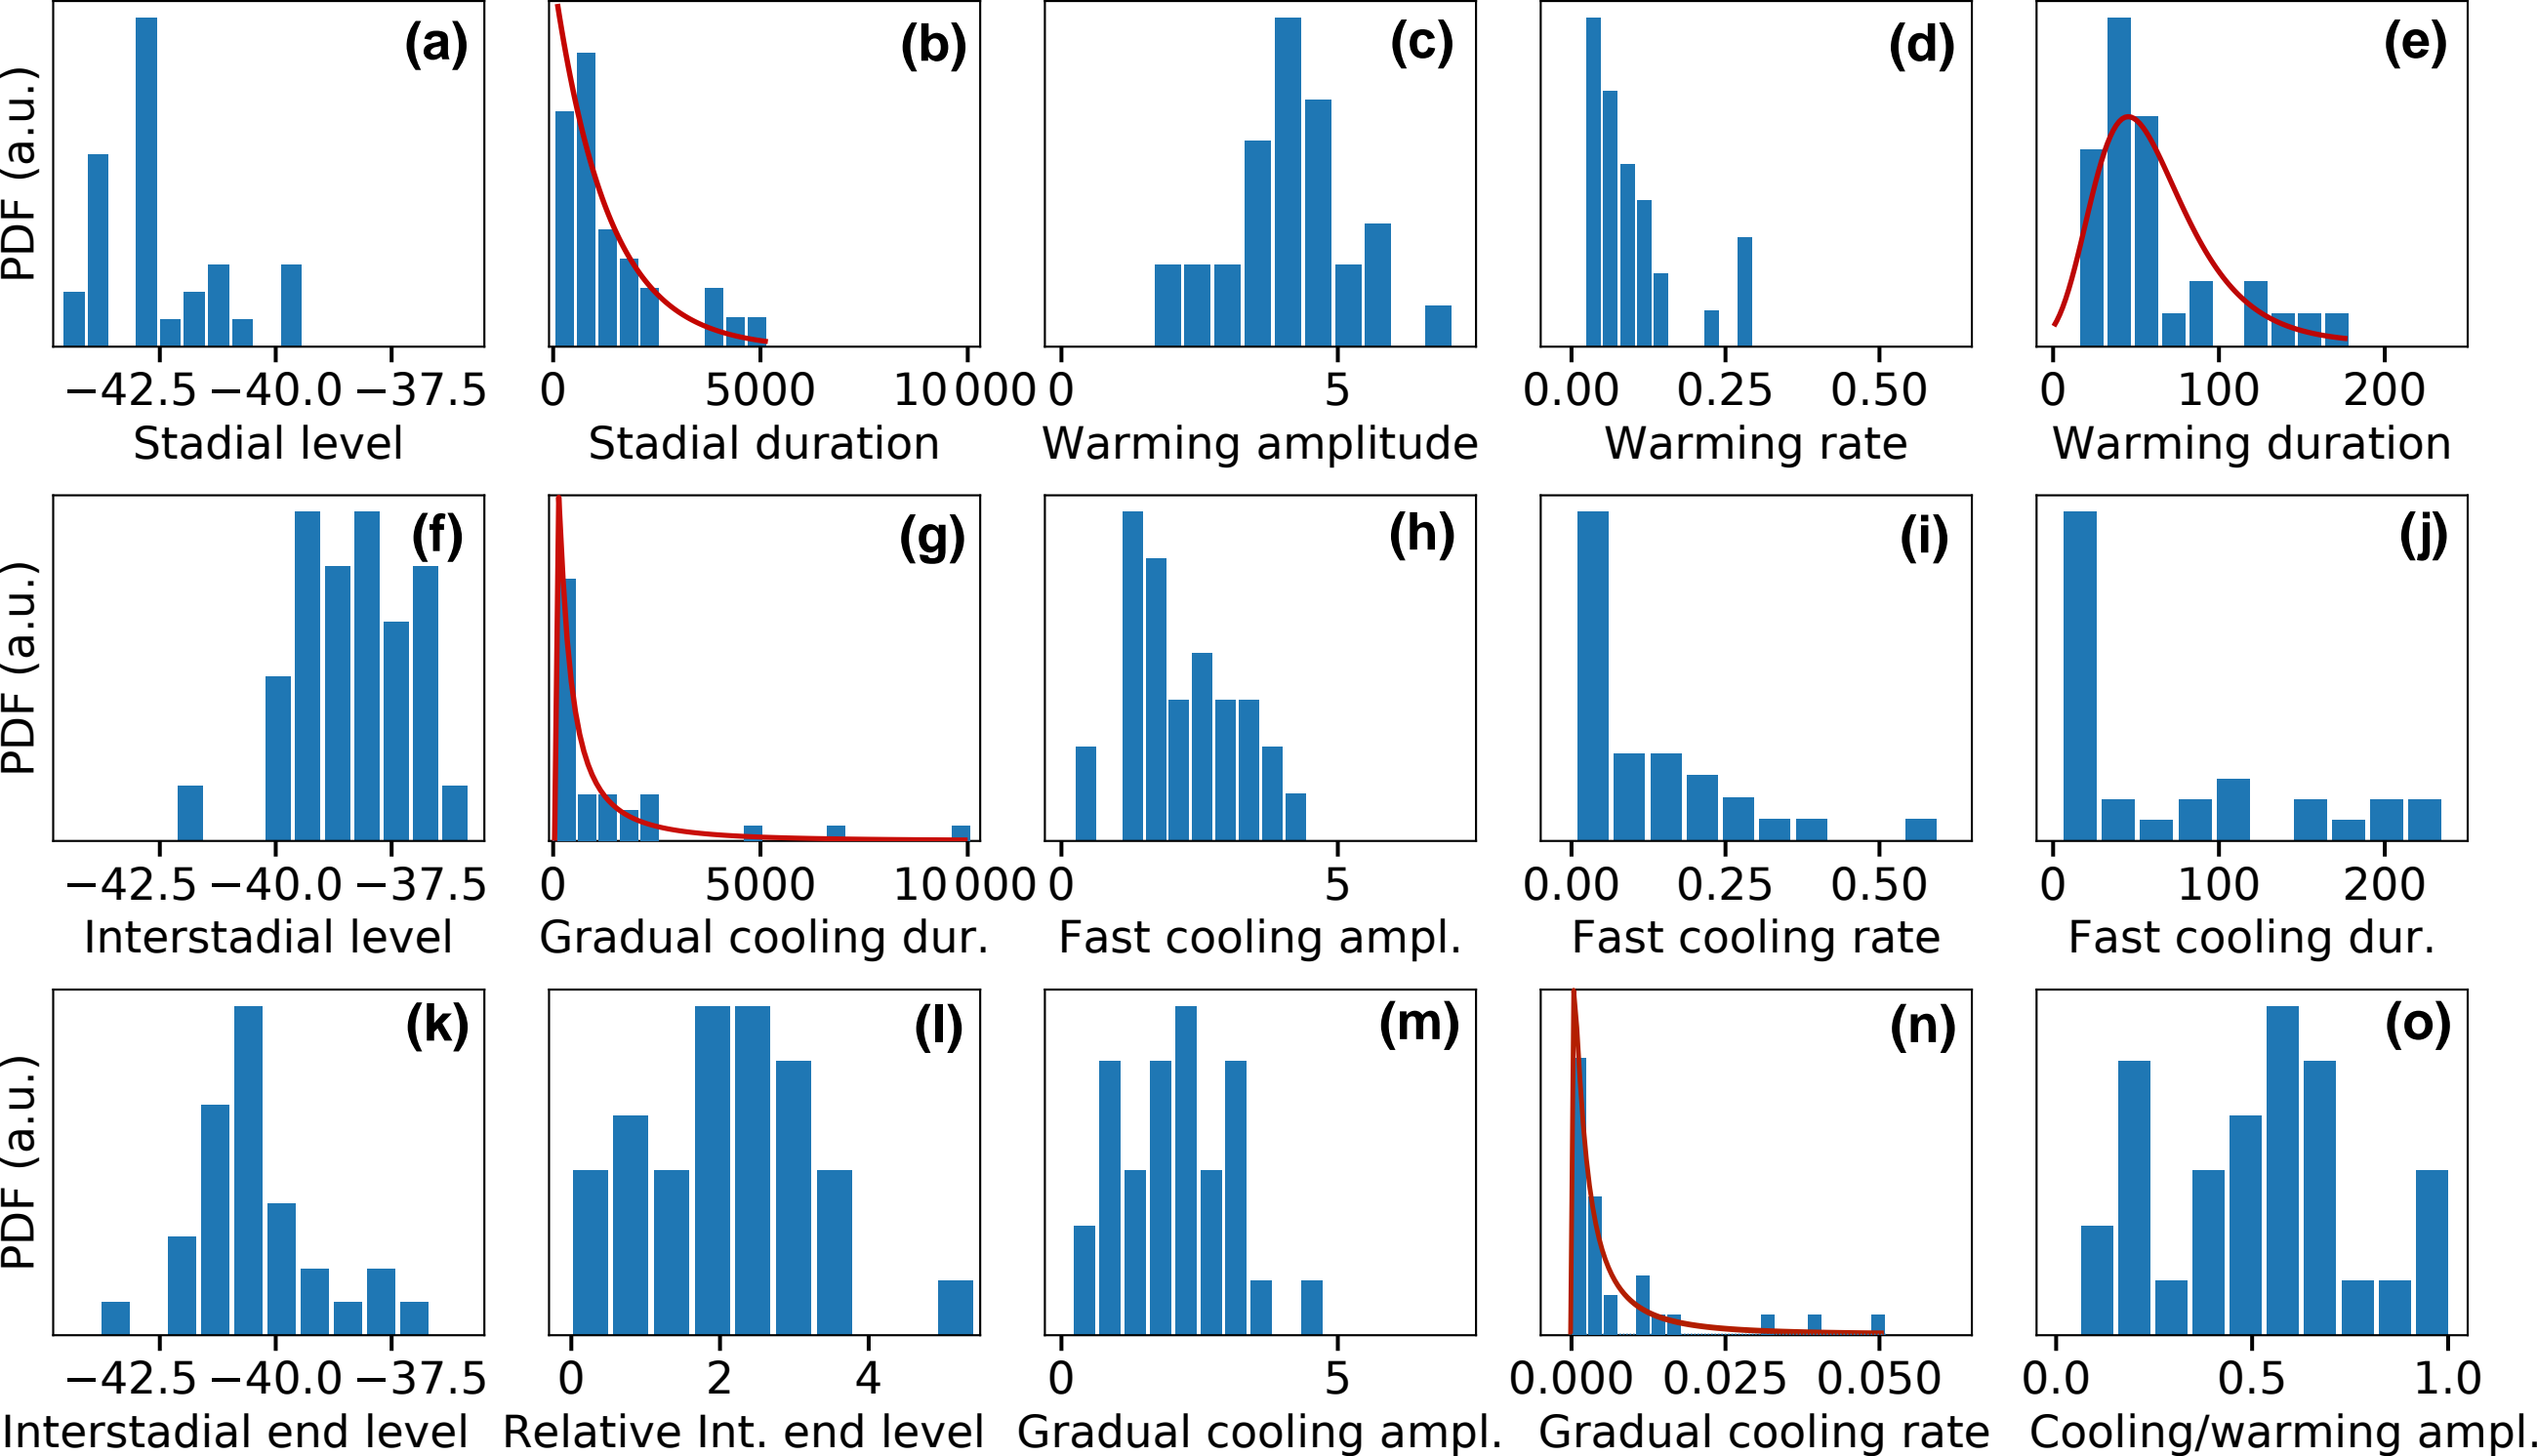 PDF (a.u.)
(a) (b) (c) (d) (e)
−42.5 −40.0 −37.5 0 5000 10 000 0 5 0.00 0.25 0.50 0 100 200
Stadial level Stadial duration Warming amplitude Warming rate Warming duration
PDF (a.u.)
(f) (g) (h) (i) (j)
−42.5 −40.0 −37.5 0 5000 10 000 0 5 0.00 0.25 0.50 0 100 200
Interstadial level Gradual cooling dur. Fast cooling ampl. Fast cooling rate Fast cooling dur.
PDF (a.u.)
(k) (l) (m) (n) (o)
−42.5 −40.0 −37.5 0 2 4 0 5 0.000 0.025 0.050 0.0 0.5 1.0
Interstadial end level Relative Int. end level Gradual cooling ampl. Gradual cooling rate Cooling/warming ampl.